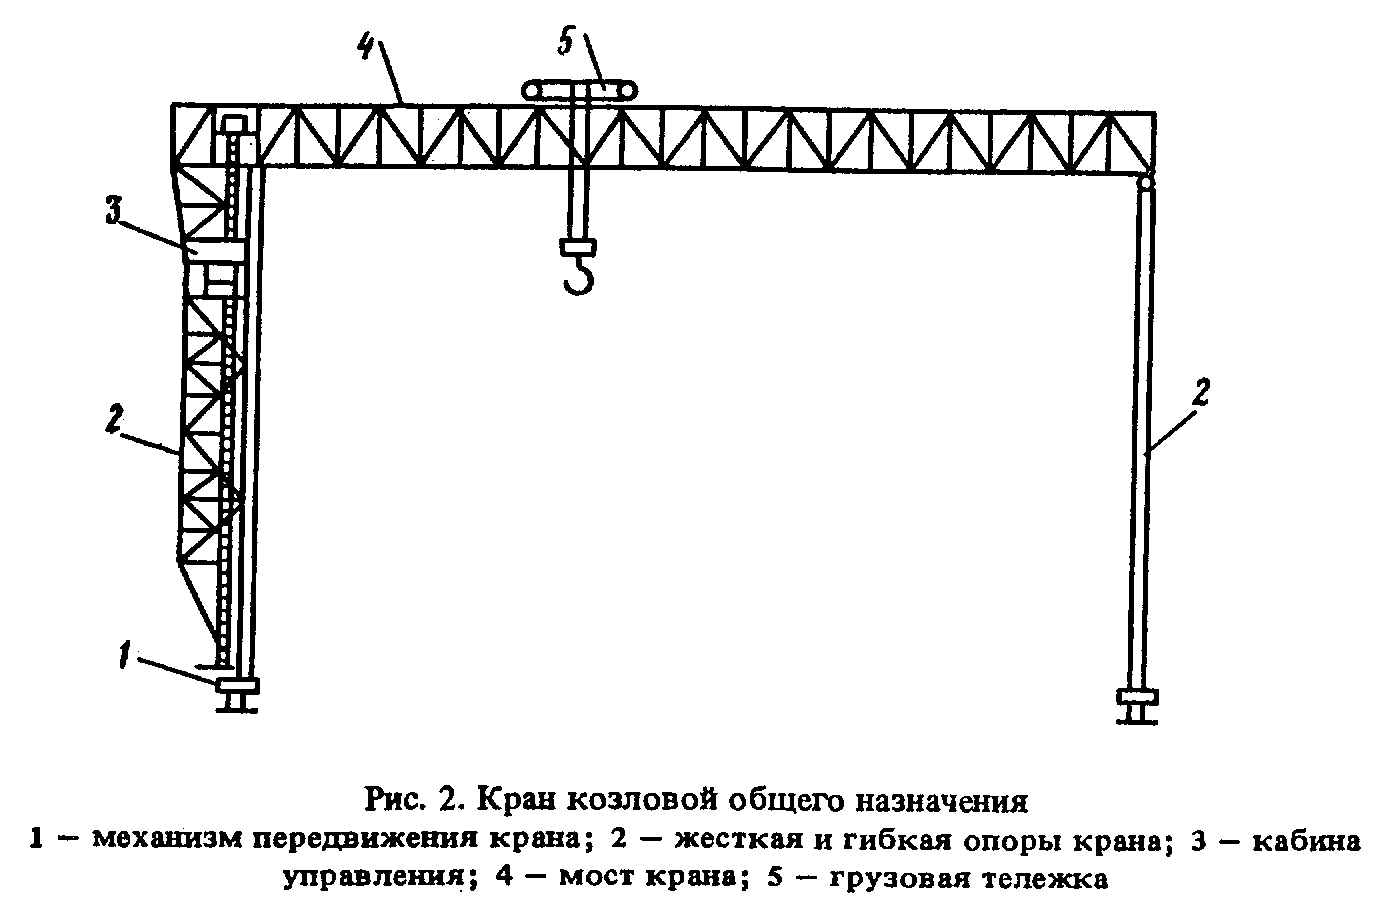 4
5
3
2
2
1
Рис. 2. Кран козловой общего назначения
1 — механизм передвижения крана; 2 — жесткая и гибкая опоры крана; 3 — кабина
управления; 4 — мост крана; 5 — грузовая тележка